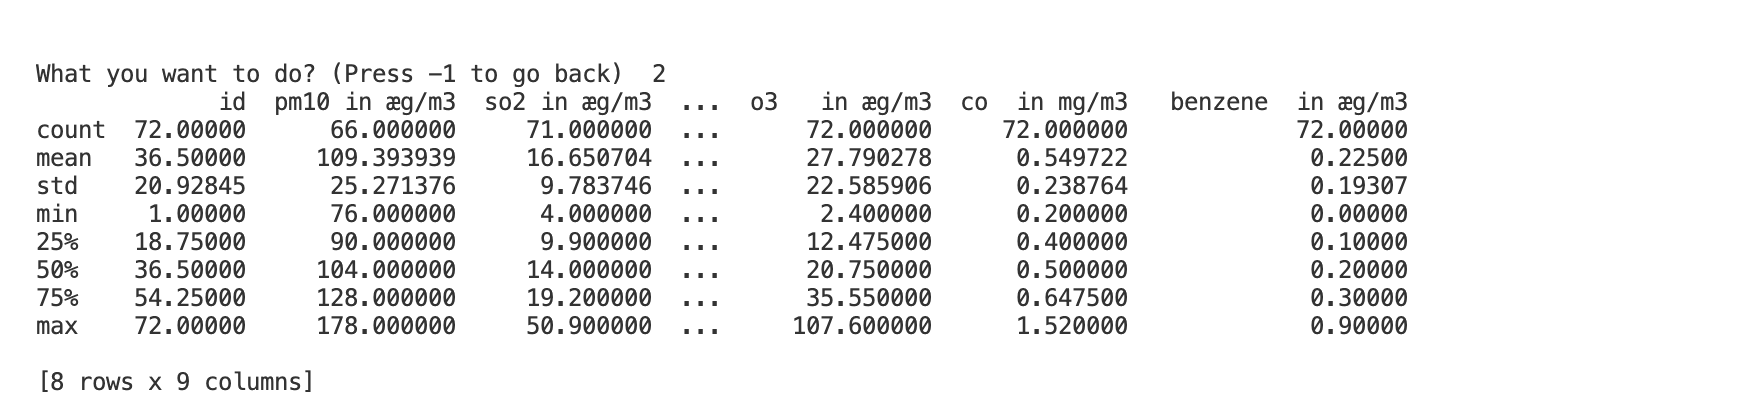 What you want to do? (Press -1 to go back)  2
             id  pm10 in æg/m3  so2 in æg/m3  ...  o3   in æg/m3  co  in mg/m3   benzene  in æg/m3
count  72.00000      66.000000     71.000000  ...      72.000000     72.000000            72.00000
mean   36.50000     109.393939     16.650704  ...      27.790278      0.549722             0.22500
std    20.92845      25.271376      9.783746  ...      22.585906      0.238764             0.19307
min     1.00000      76.000000      4.000000  ...       2.400000      0.200000             0.00000
25%    18.75000      90.000000      9.900000  ...      12.475000      0.400000             0.10000
50%    36.50000     104.000000     14.000000  ...      20.750000      0.500000             0.20000
75%    54.25000     128.000000     19.200000  ...      35.550000      0.647500             0.30000
max    72.00000     178.000000     50.900000  ...     107.600000      1.520000             0.90000
[8 rows x 9 columns]